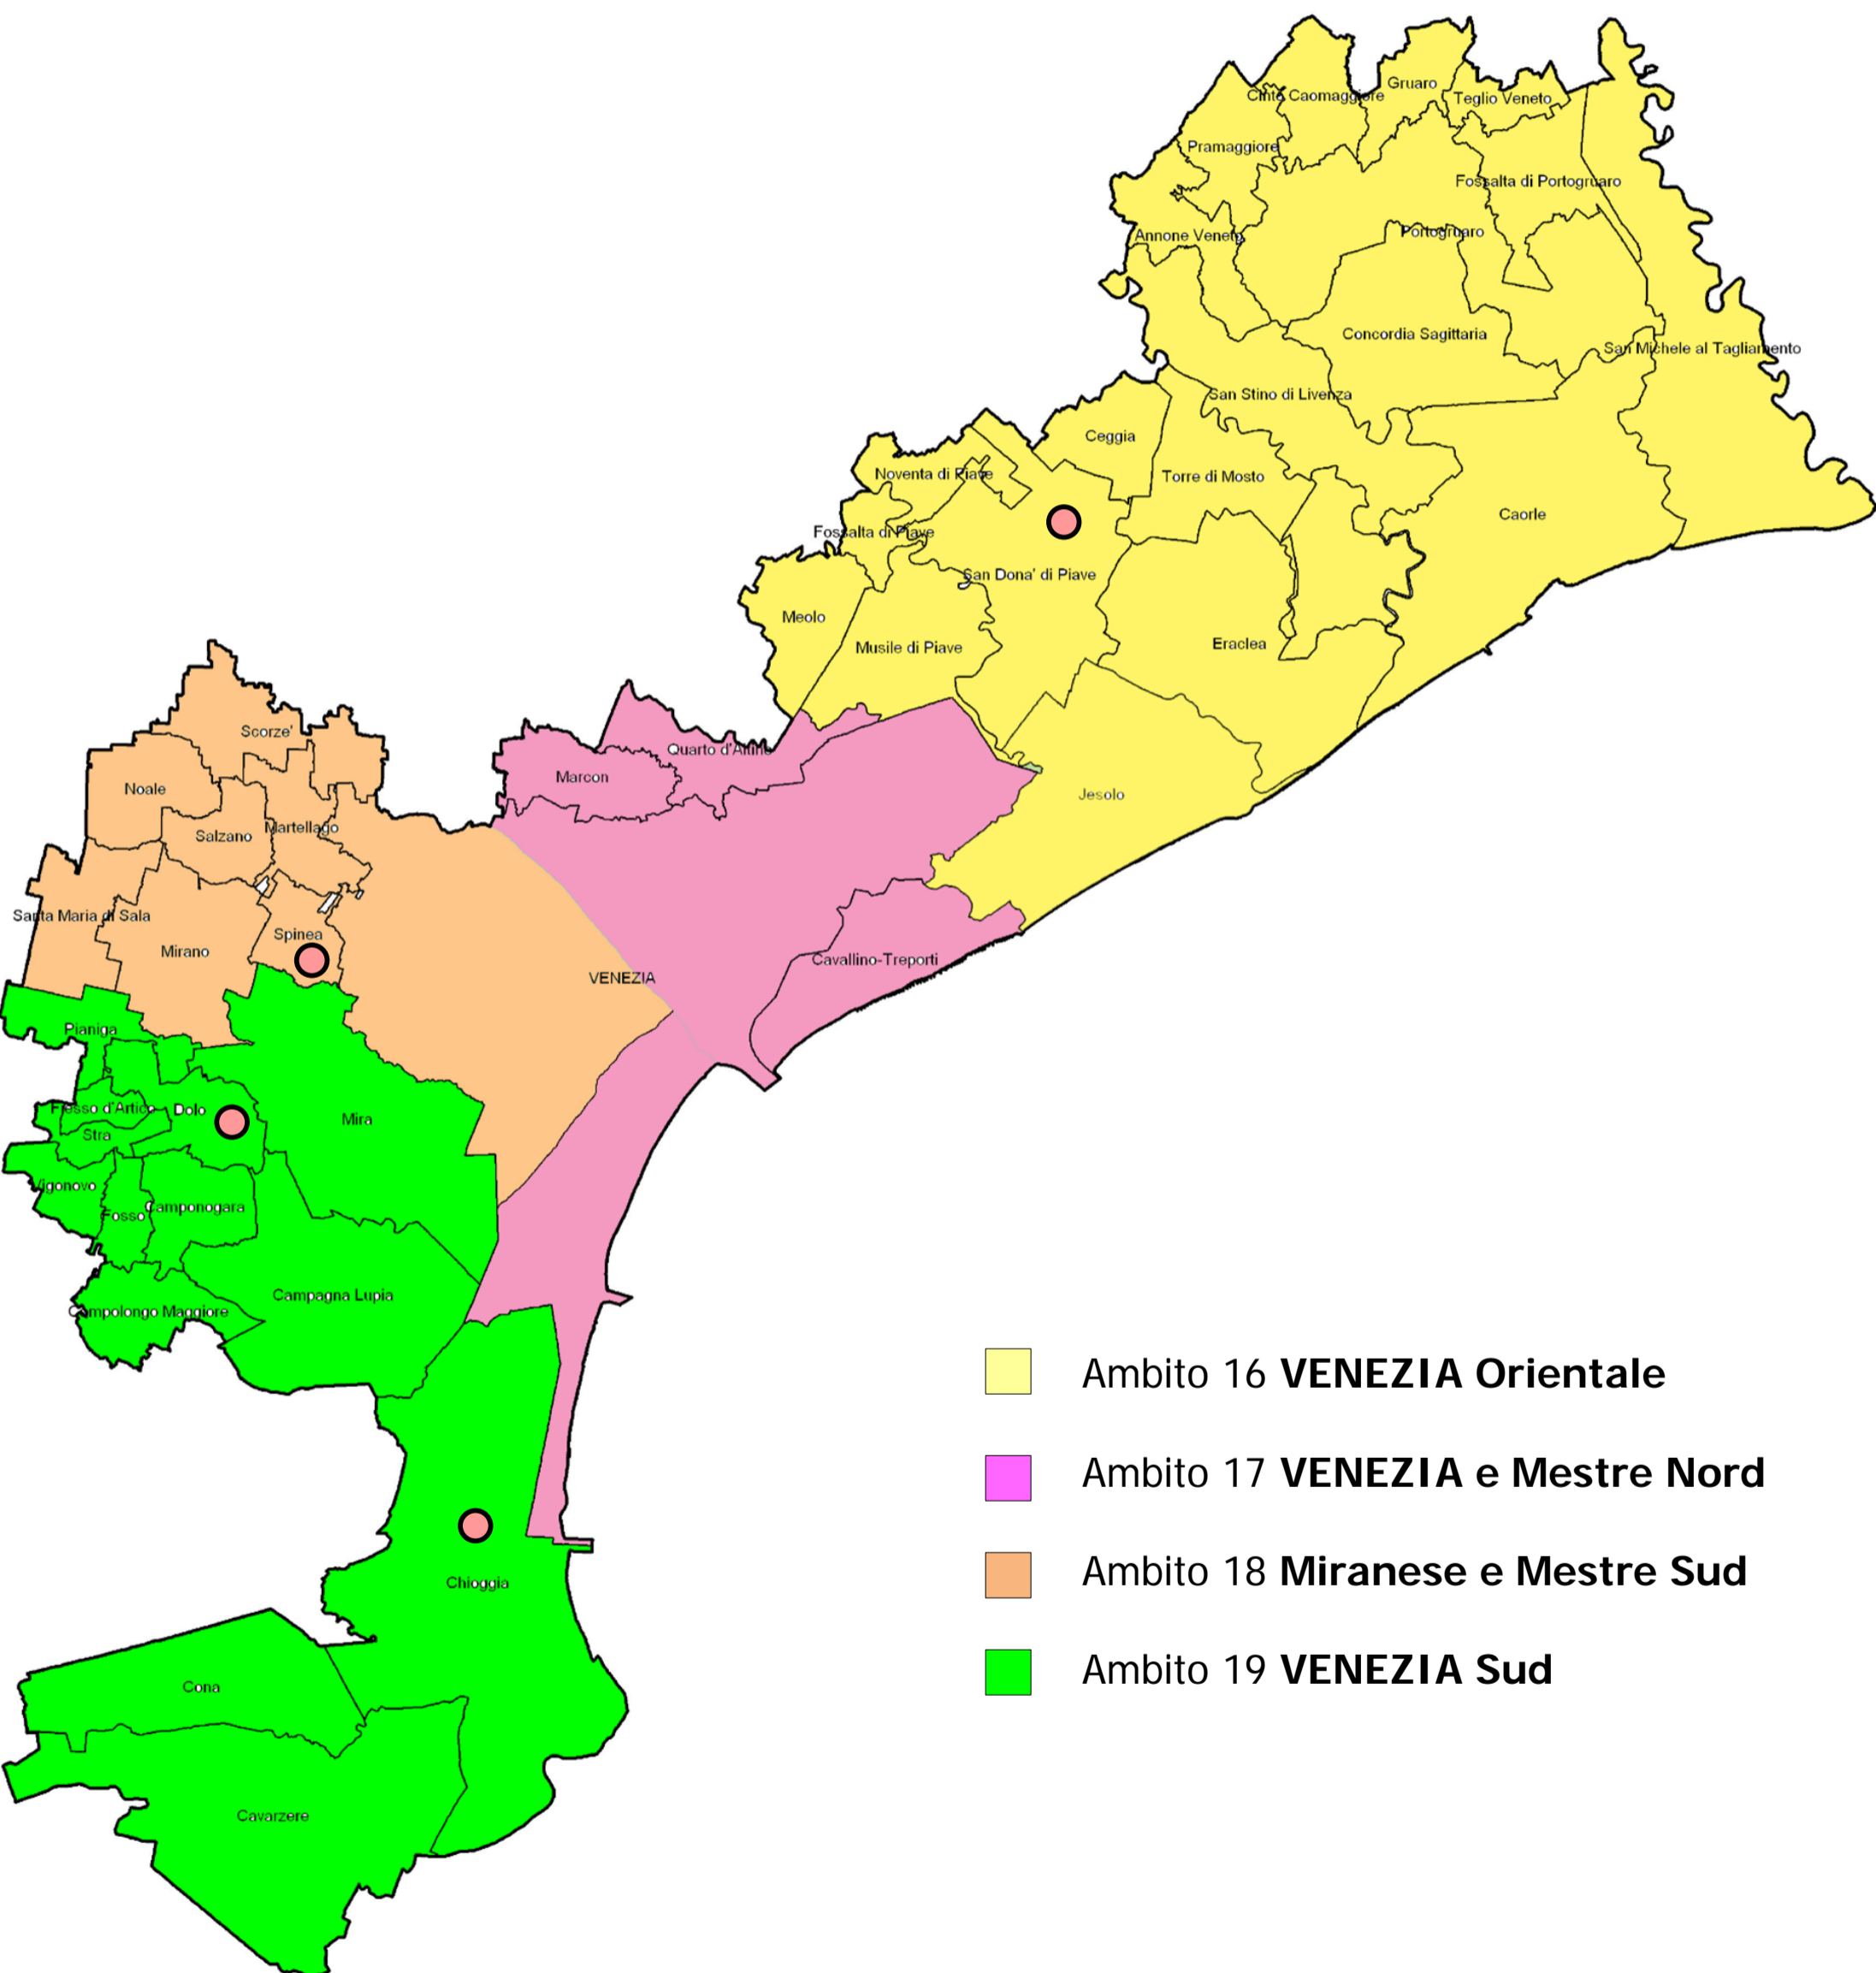 Gruaro
Cinto Caomaggiore
Teglio Veneto
Pramaggiore
Fossalta di Portogruaro
Portogruaro
Annone Veneto
Concordia Sagittaria
San Michele al Tagliamento
San Stino di Livenza
Ceggia
Noventa di Piave
Torre di Mosto
Caorle
Fossalta di Piave
San Dona' di Piave
Meolo
Eraclea
Musile di Piave
Scorze'
Quarto d'Altino
Marcon
Noale
Jesolo
Martellago
Salzano
Santa Maria di Sala
Spinea
Mirano
Cavallino-Treporti
VENEZIA
Pianiga
Fiesso d'Artico
Dolo
Mira
Stra
Vigonovo
Camponogara
Fosso'
Campagna Lupia
Campolongo Maggiore
Ambito 16 VENEZIA Orientale
Ambito 17 VENEZIA e Mestre Nord
Ambito 18 Miranese e Mestre Sud
Chioggia
Ambito 19 VENEZIA Sud
Cona
Cavarzere